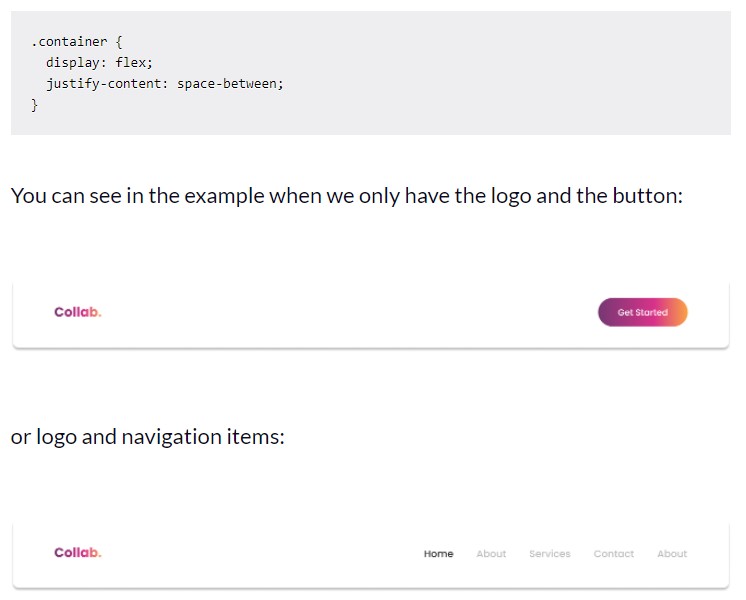 .container {
  display: flex;
  justify-content: space-between;
}
You can see in the example when we only have the logo and the button:
Collab. Get Started
or logo and navigation items:
Collab. Home About Services Contact About